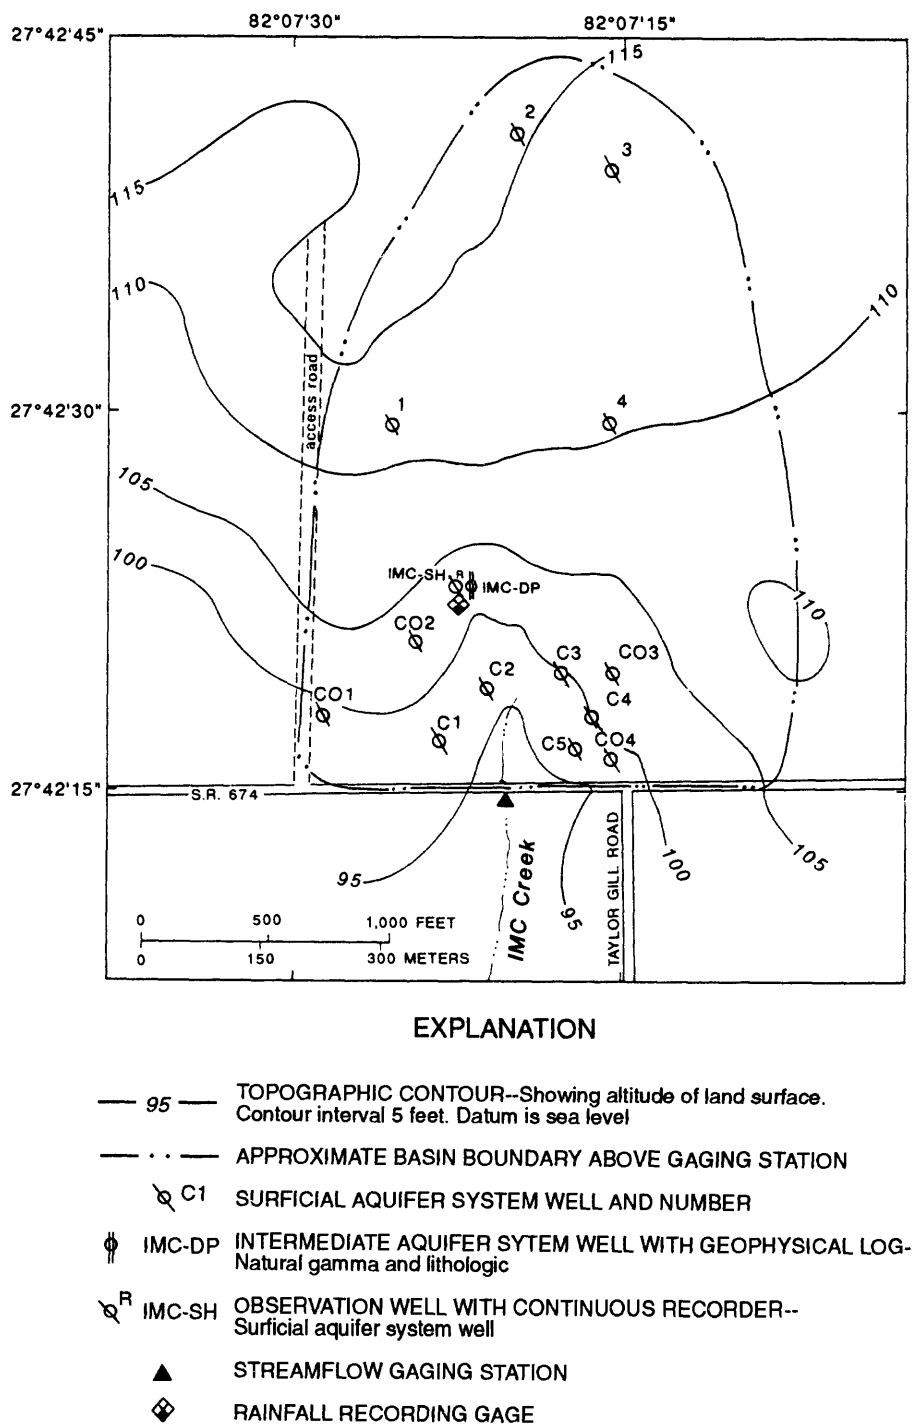 82°07'30" 82°07'15"
27°42'45"
115
2
3
115
110
110
access road
27°42'30"
1
4
105
100
IMC-SH R IMC-DP
110
CO2
C3 CO3
C2
CO1
C4
C1
C5 CO4
27°42'15"
S.R. 674
95
IMC Creek
95
TAYLOR GILL ROAD
100
105
0 500 1,000 FEET
0 150 300 METERS
EXPLANATION
95 TOPOGRAPHIC CONTOUR--Showing altitude of land surface.
Contour interval 5 feet. Datum is sea level
APPROXIMATE BASIN BOUNDARY ABOVE GAGING STATION
C1 SURFICIAL AQUIFER SYSTEM WELL AND NUMBER
IMC-DP INTERMEDIATE AQUIFER SYTEM WELL WITH GEOPHYSICAL LOG-
Natural gamma and lithologic
R IMC-SH OBSERVATION WELL WITH CONTINUOUS RECORDER--
Surficial aquifer system well
STREAMFLOW GAGING STATION
RAINFALL RECORDING GAGE